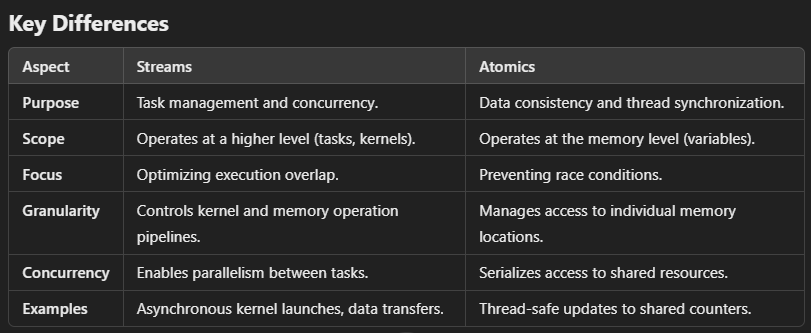 Key Differences
Aspect Streams Atomics
Purpose Task management and concurrency. Data consistency and thread synchronization.
Scope Operates at a higher level (tasks, kernels). Operates at the memory level (variables).
Focus Optimizing execution overlap. Preventing race conditions.
Granularity Controls kernel and memory operation Manages access to individual memory
pipelines. locations.
Concurrency Enables parallelism between tasks. Serializes access to shared resources.
Examples Asynchronous kernel launches, data transfers. Thread-safe updates to shared counters.